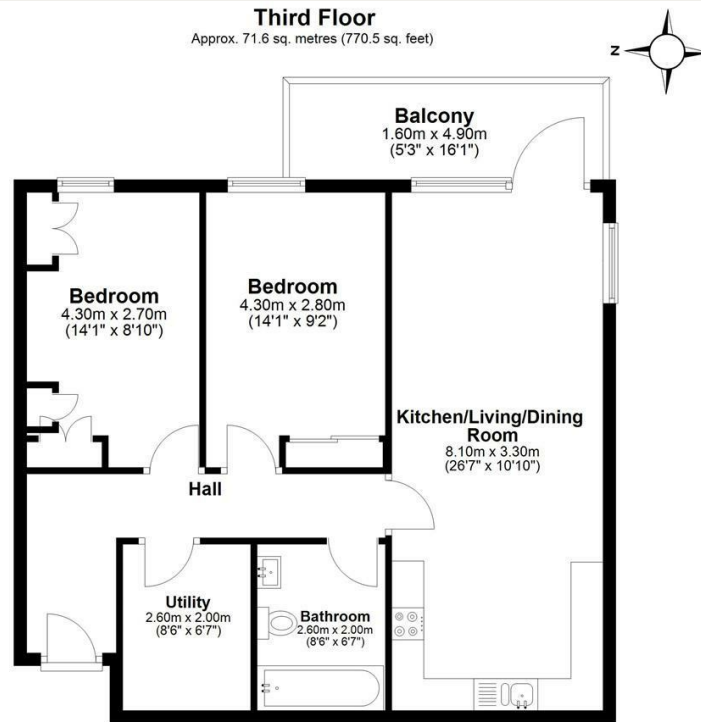 Third Floor
Approx. 71.6 sq. metres (770.5 sq. feet)
N
Balcony
1.60m x 4.90m
(5'3" x 16'1")
Bedroom
4.30m x 2.70m
(14'1" x 8'10")
Bedroom
4.30m x 2.80m
(14'1" x 9'2")
Kitchen/Living/Dining
Room
8.10m x 3.30m
(26'7" x 10'10")
Hall
Utility
2.60m x 2.00m
(8'6" x 6'7")
Bathroom
2.60m x 2.00m
(8'6" x 6'7")